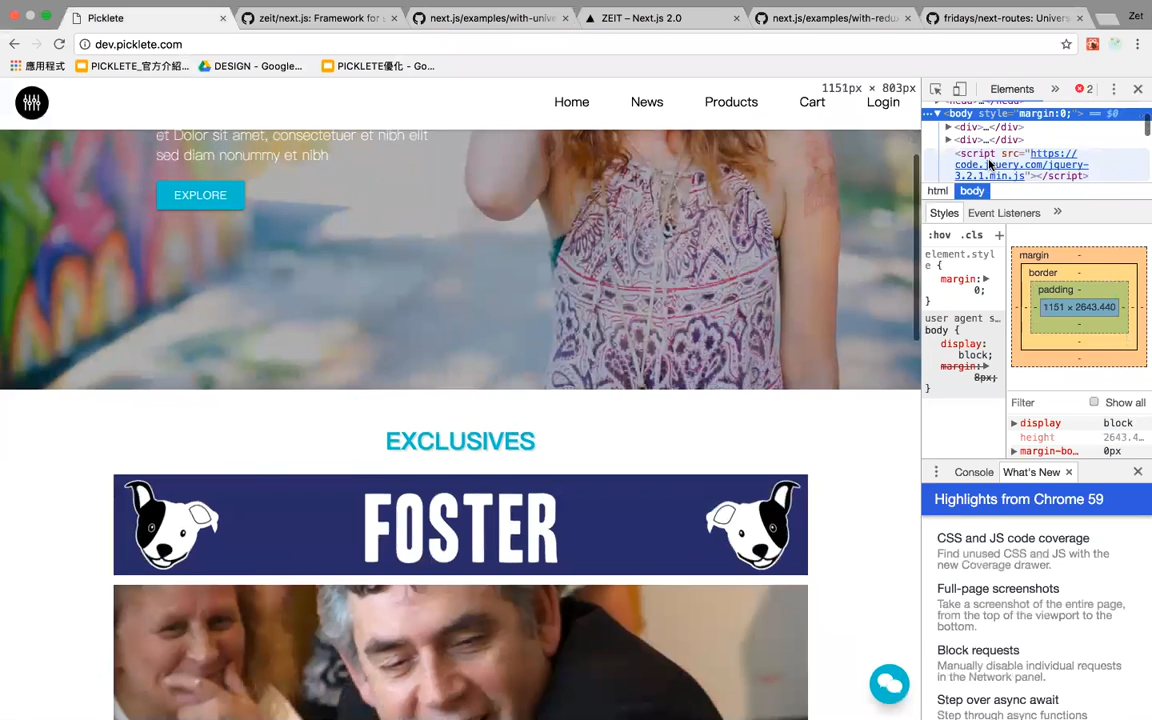 Picklete
zeit/next.js: Framework for
next.js/examples/with-unive
ZEIT – Next.js 2.0
next.js/examples/with-redu
fridays/next-routes: Univers
Zet
dev.picklete.com
應用程式
PICKLETE_官方介紹...
DESIGN - Google...
PICKLETE優化 - Go...
1151px × 803px
Home
News
Products
Cart
Login
et Dolor sit amet, consectetuer et nibh elit
sed diam nonummy et nibh
EXPLORE
EXCLUSIVES
FOSTER
Elements
2
<body style="margin:0;"> == $0
<div>…</div>
<div>…</div>
<script src="https://
code.jquery.com/jquery-
3.2.1.min.js"></script>
html
body
Styles
Event Listeners
:hov
.cls
element.styl
e {
margin:
0;
}
user agent s…
body {
display:
block;
margin:
8px;
}
margin
-
border
-
padding
-
1151 × 2643.440
Filter
Show all
display
block
height
2643.4…
margin-bo…
0px
Console
What's New
Highlights from Chrome 59
CSS and JS code coverage
Find unused CSS and JS with the
new Coverage drawer.
Full-page screenshots
Take a screenshot of the entire page,
from the top of the viewport to the
bottom.
Block requests
Manually disable individual requests
in the Network panel.
Step over async await
Step through async functions